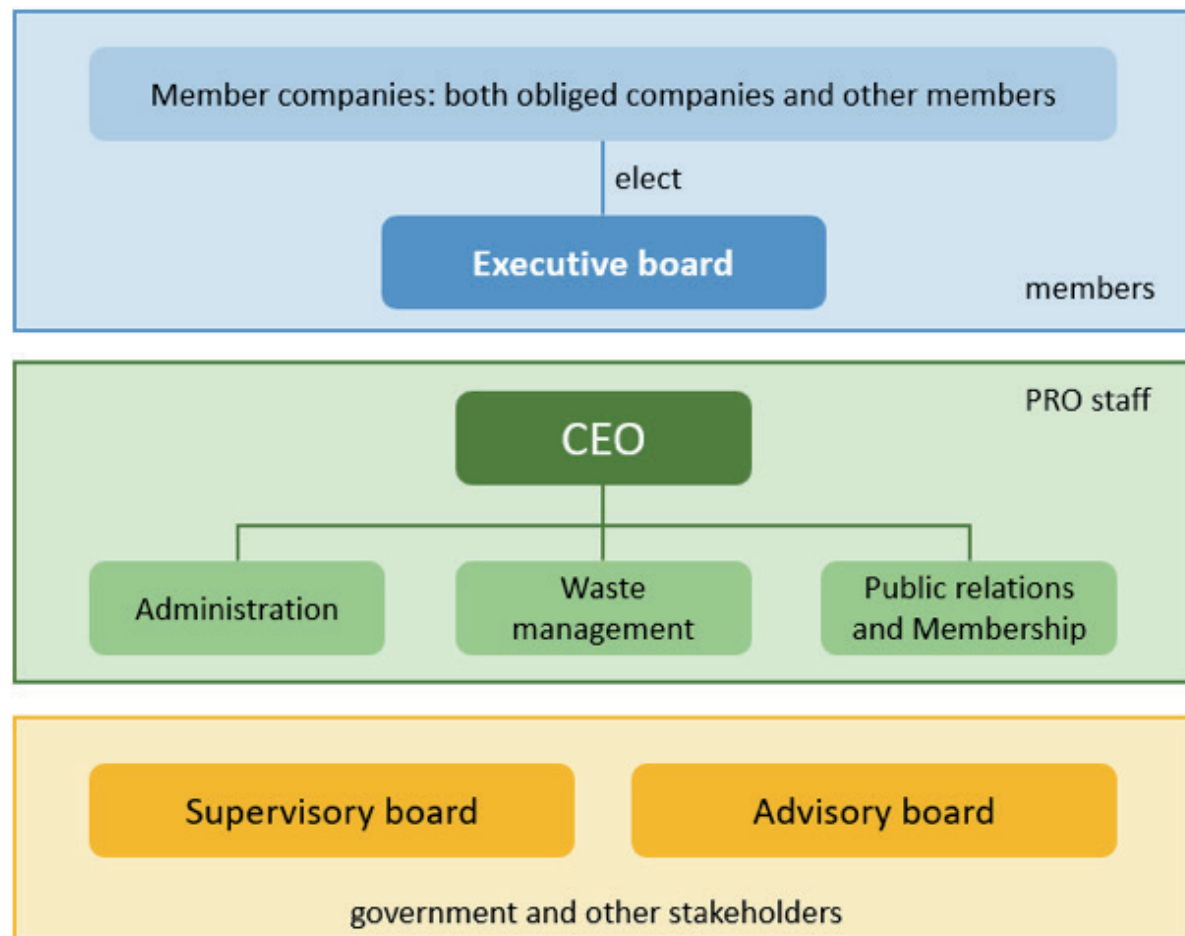 Member companies: both obliged companies and other members
elect
Executive board
members
PRO staff
CEO
Administration
Waste
management
Public relations
and Membership
Supervisory board
Advisory board
government and other stakeholders